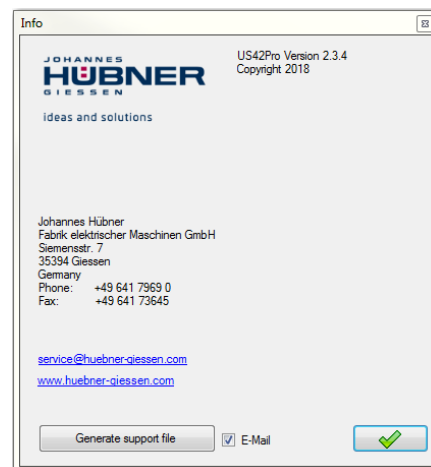 Info
JOHANNES
HÜBNER
GIESSEN
ideas and solutions
US42Pro Version 2.3.4
Copyright 2018
Johannes Hübner
Fabrik elektrischer Maschinen GmbH
Siemensstr. 7
35394 Giessen
Germany
Phone: +49 641 7969 0
Fax: +49 641 73645
service@huebner-giessen.com
www.huebner-giessen.com
Generate support file
E-Mail